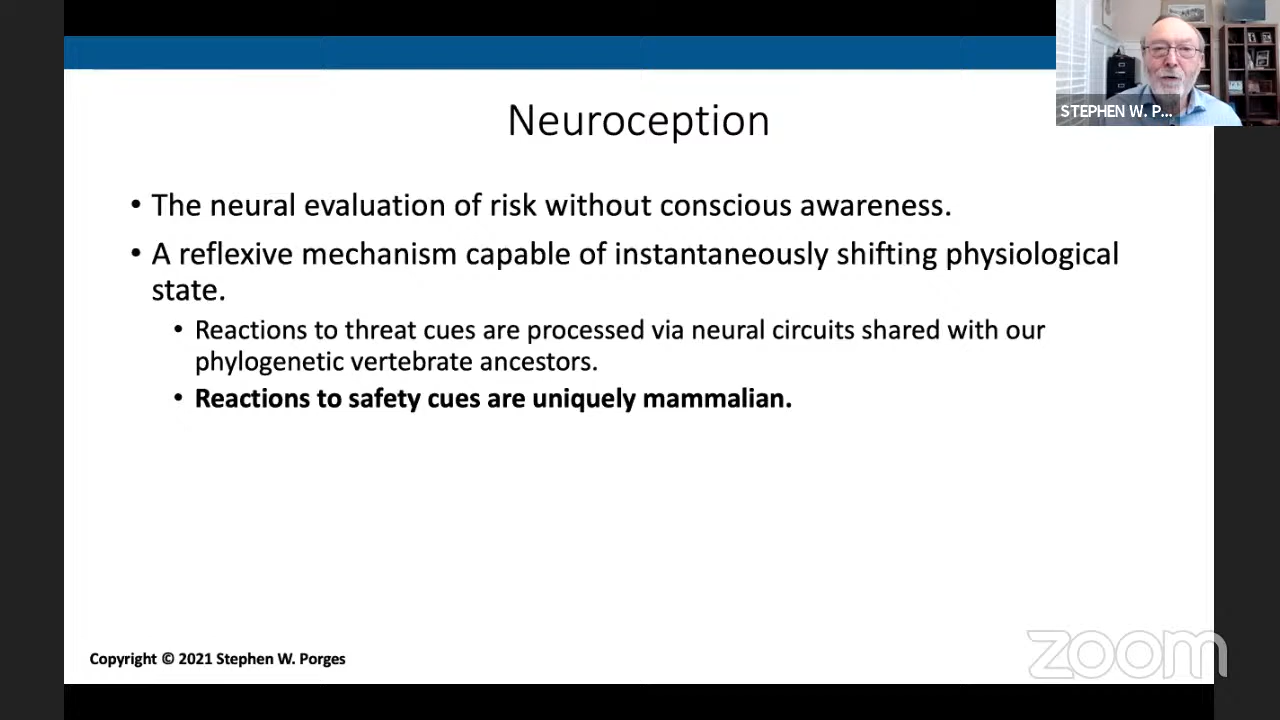 STEPHEN W. P...
Neuroception
• The neural evaluation of risk without conscious awareness.
• A reflexive mechanism capable of instantaneously shifting physiological
state.
• Reactions to threat cues are processed via neural circuits shared with our
phylogenetic vertebrate ancestors.
• Reactions to safety cues are uniquely mammalian.
Copyright © 2021 Stephen W. Porges
zoom